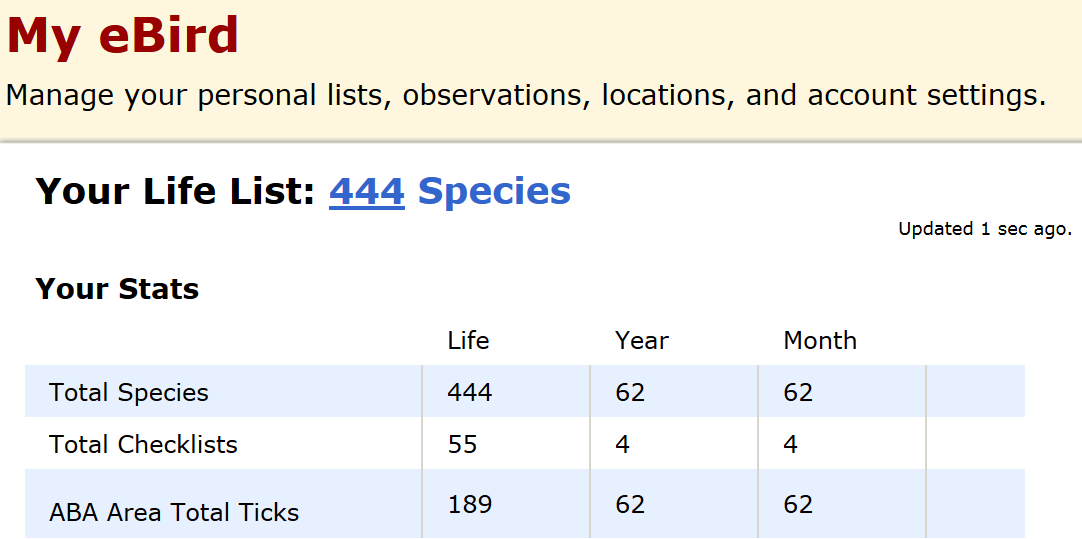 My eBird
Manage your personal lists, observations, locations, and account settings.
Your Life List: 444 Species
Updated 1 sec ago.
Your Stats
Life Year Month
Total Species 444 62 62
Total Checklists 55 4 4
ABA Area Total Ticks 189 62 62